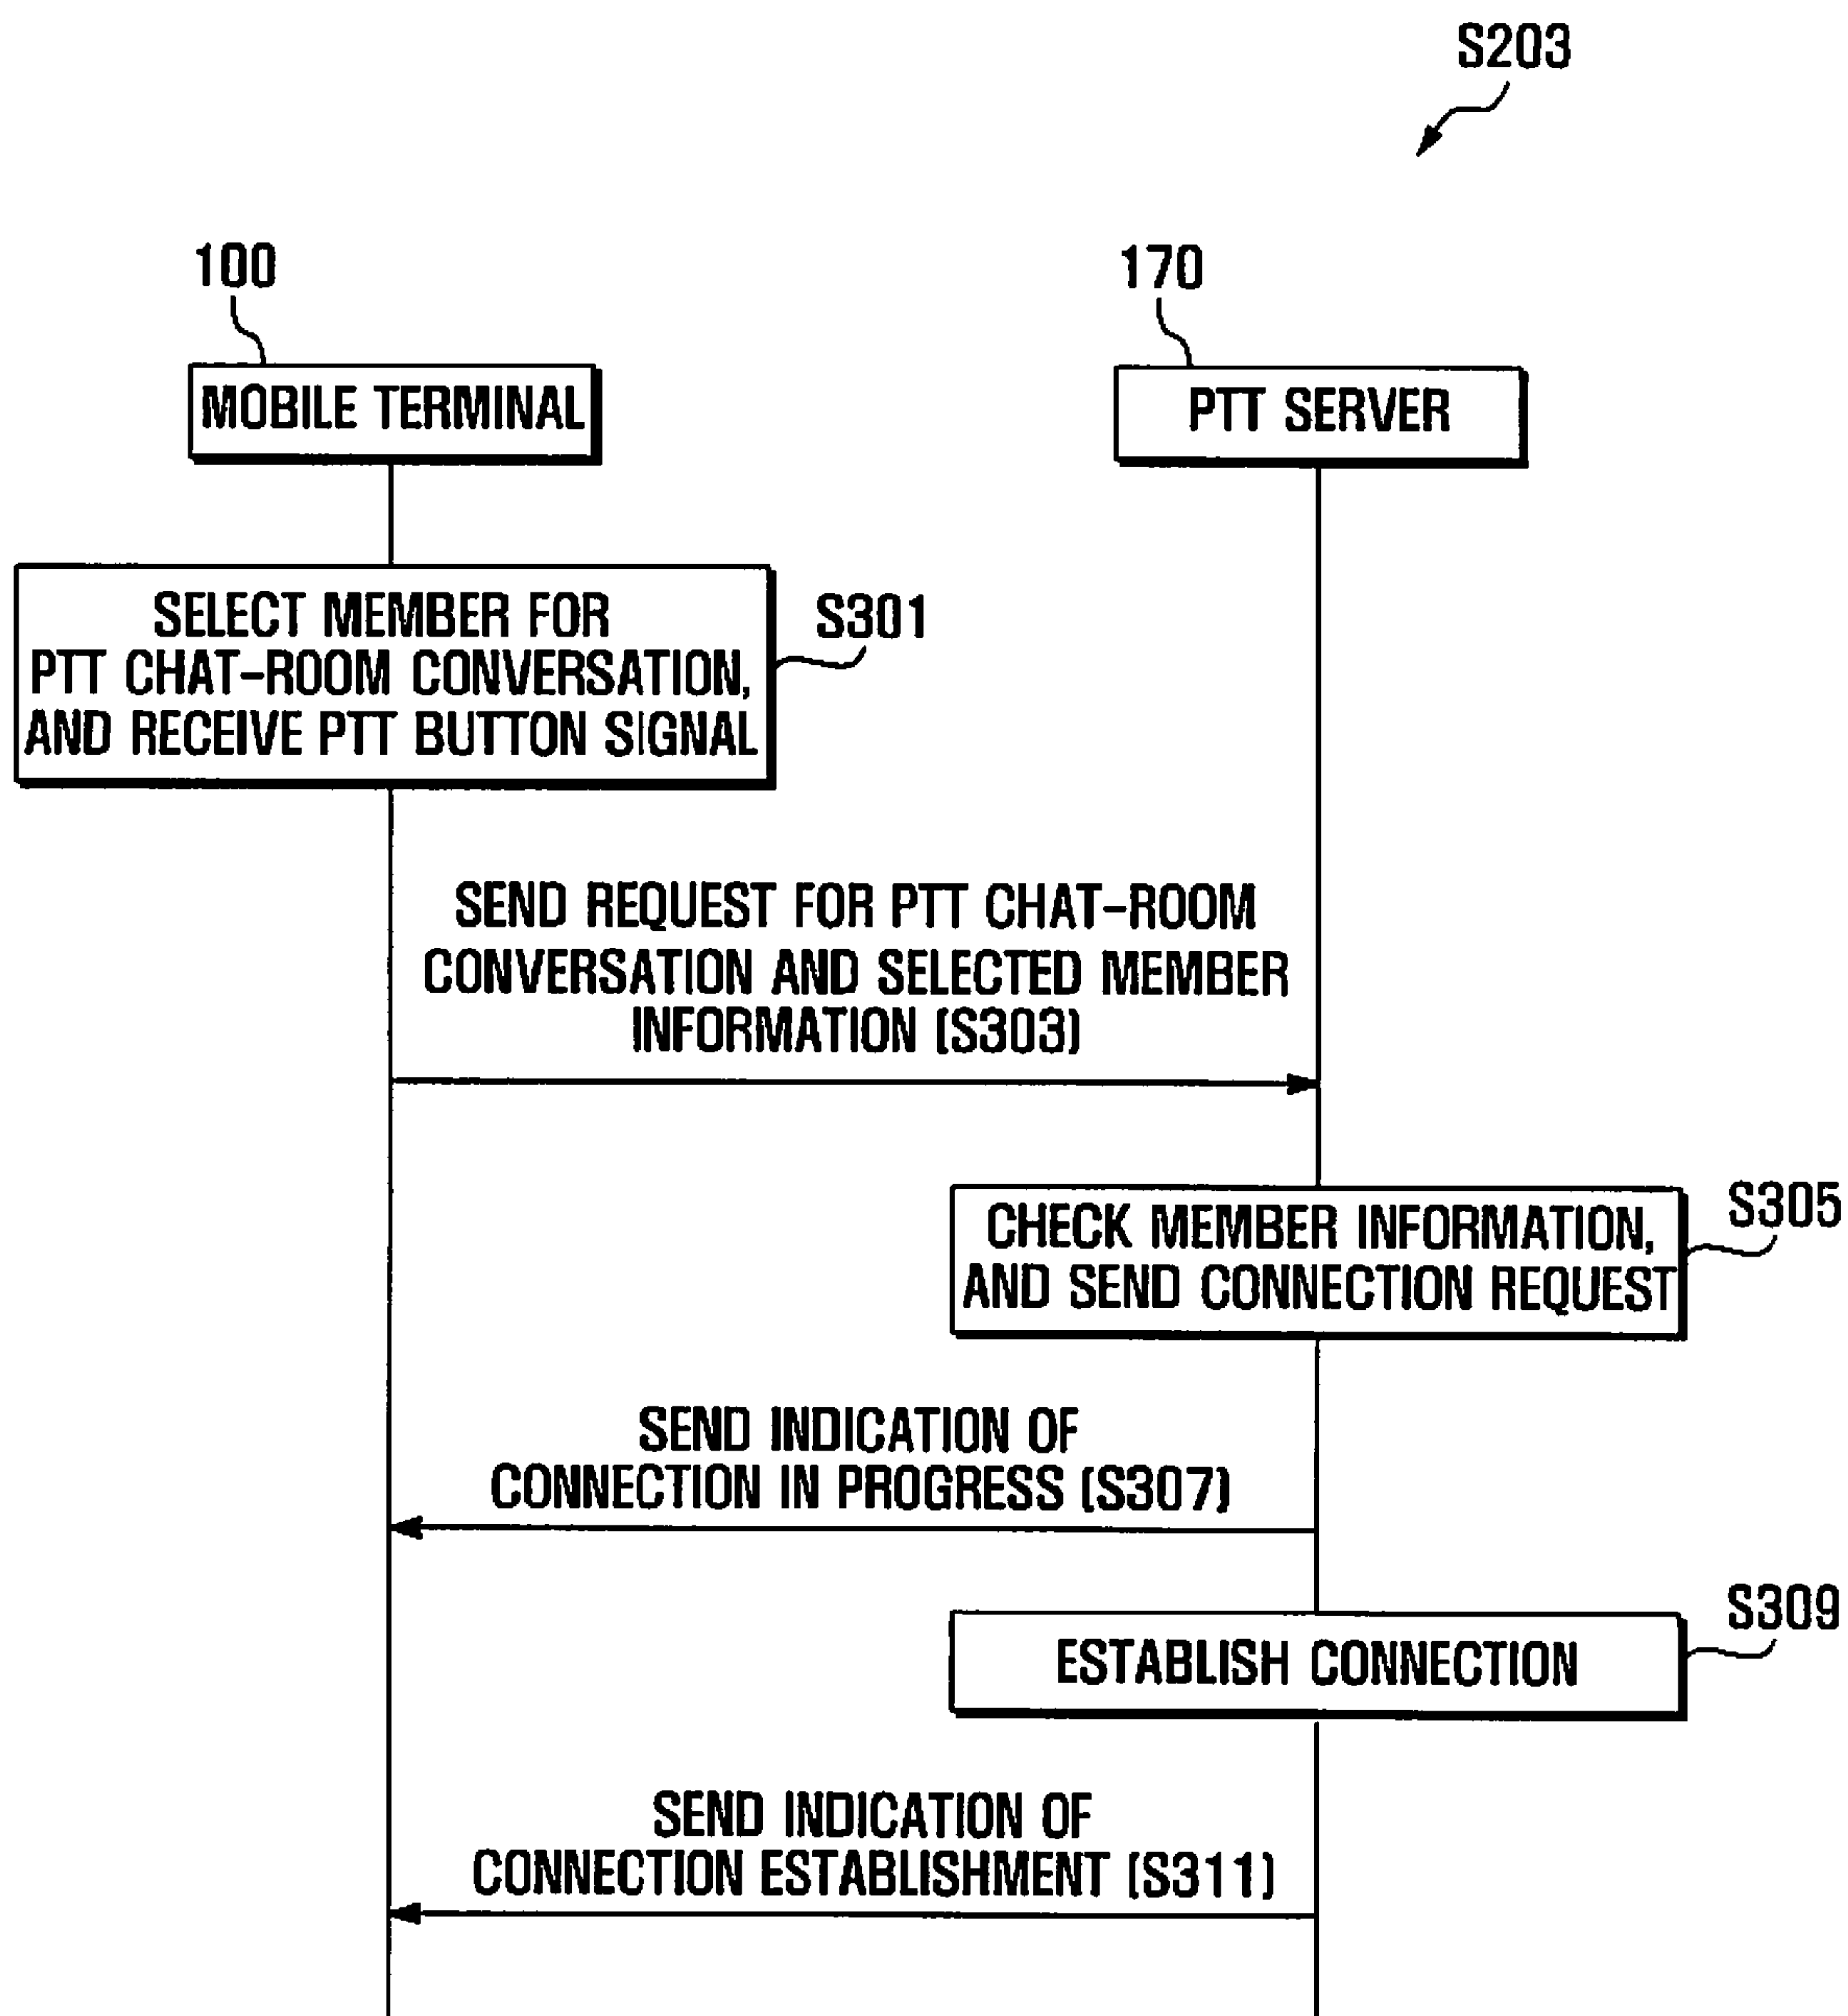 S203
100
170
MOBILE TERMINAL
PTT SERVER
SELECT MEMBER FOR
PTT CHAT-ROOM CONVERSATION,
AND RECEIVE PTT BUTTON SIGNAL
S301
SEND REQUEST FOR PTT CHAT-ROOM
CONVERSATION AND SELECTED MEMBER
INFORMATION (S303)
CHECK MEMBER INFORMATION,
AND SEND CONNECTION REQUEST
S305
SEND INDICATION OF
CONNECTION IN PROGRESS (S307)
ESTABLISH CONNECTION
S309
SEND INDICATION OF
CONNECTION ESTABLISHMENT (S311)